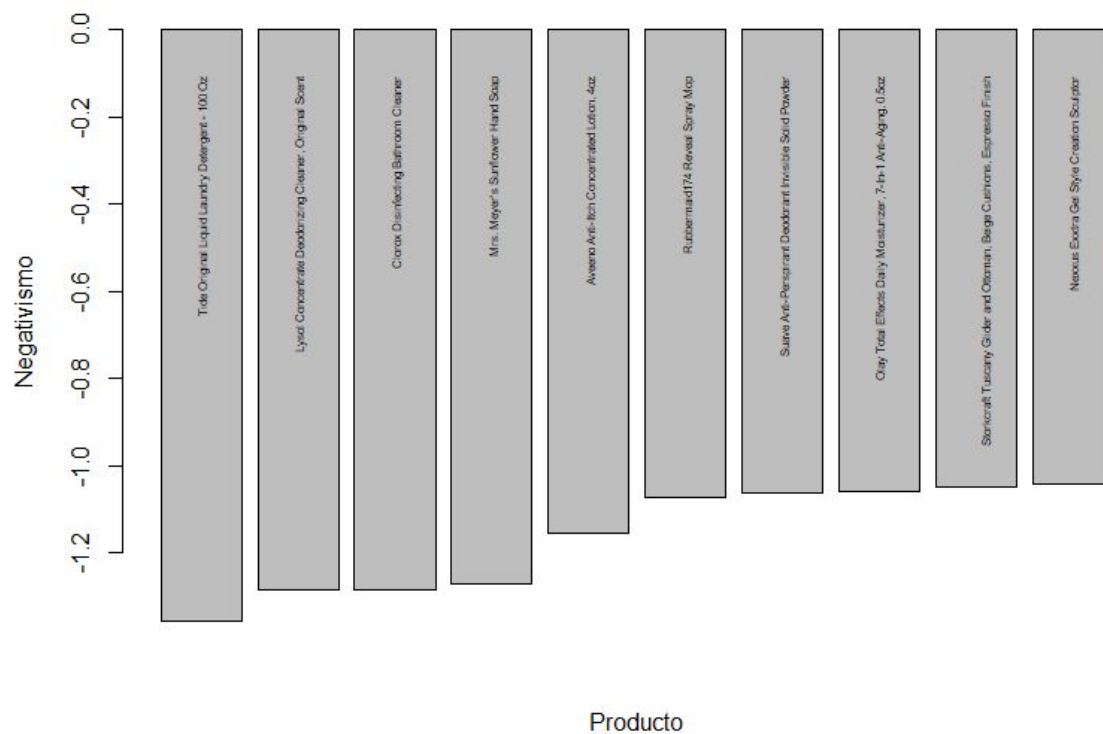 0.0
-0.2
-0.4
-0.6
-0.8
-1.0
-1.2
Negativismo
Tide Original Liquid Laundry Detergent - 100 Oz
Lysol Concentrate Deodorizing Cleaner, Original Scent
Clorox Disinfecting Bathroom Cleaner
Mrs. Meyer's Sunflower Hand Soap
Aveeno Anti-Itch Concentrated Lotion, 4oz
Rubbermaid174 Reveal Spray Mop
Suave Anti-Perspirant Deodorant Invisible Solid Powder
Olay Total Effects Daily Moisturizer, 7-In-1 Anti-Aging, 0.5oz
Storkcraft Tuscany Glider and Ottoman, Beige Cushions, Espresso Finish
Nexxus Exxtra Gel Style Creation Sculptor
Producto